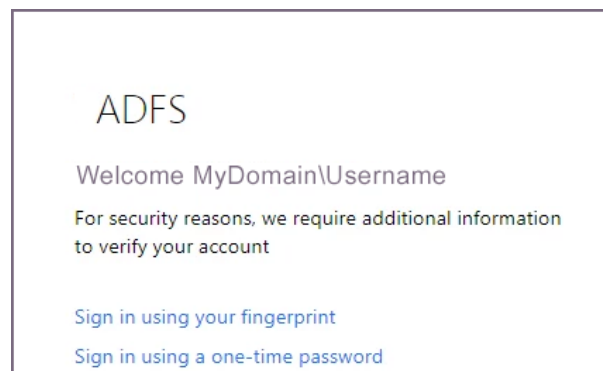 ADFS
Welcome MyDomain\Username
For security reasons, we require additional information
to verify your account
Sign in using your fingerprint
Sign in using a one-time password